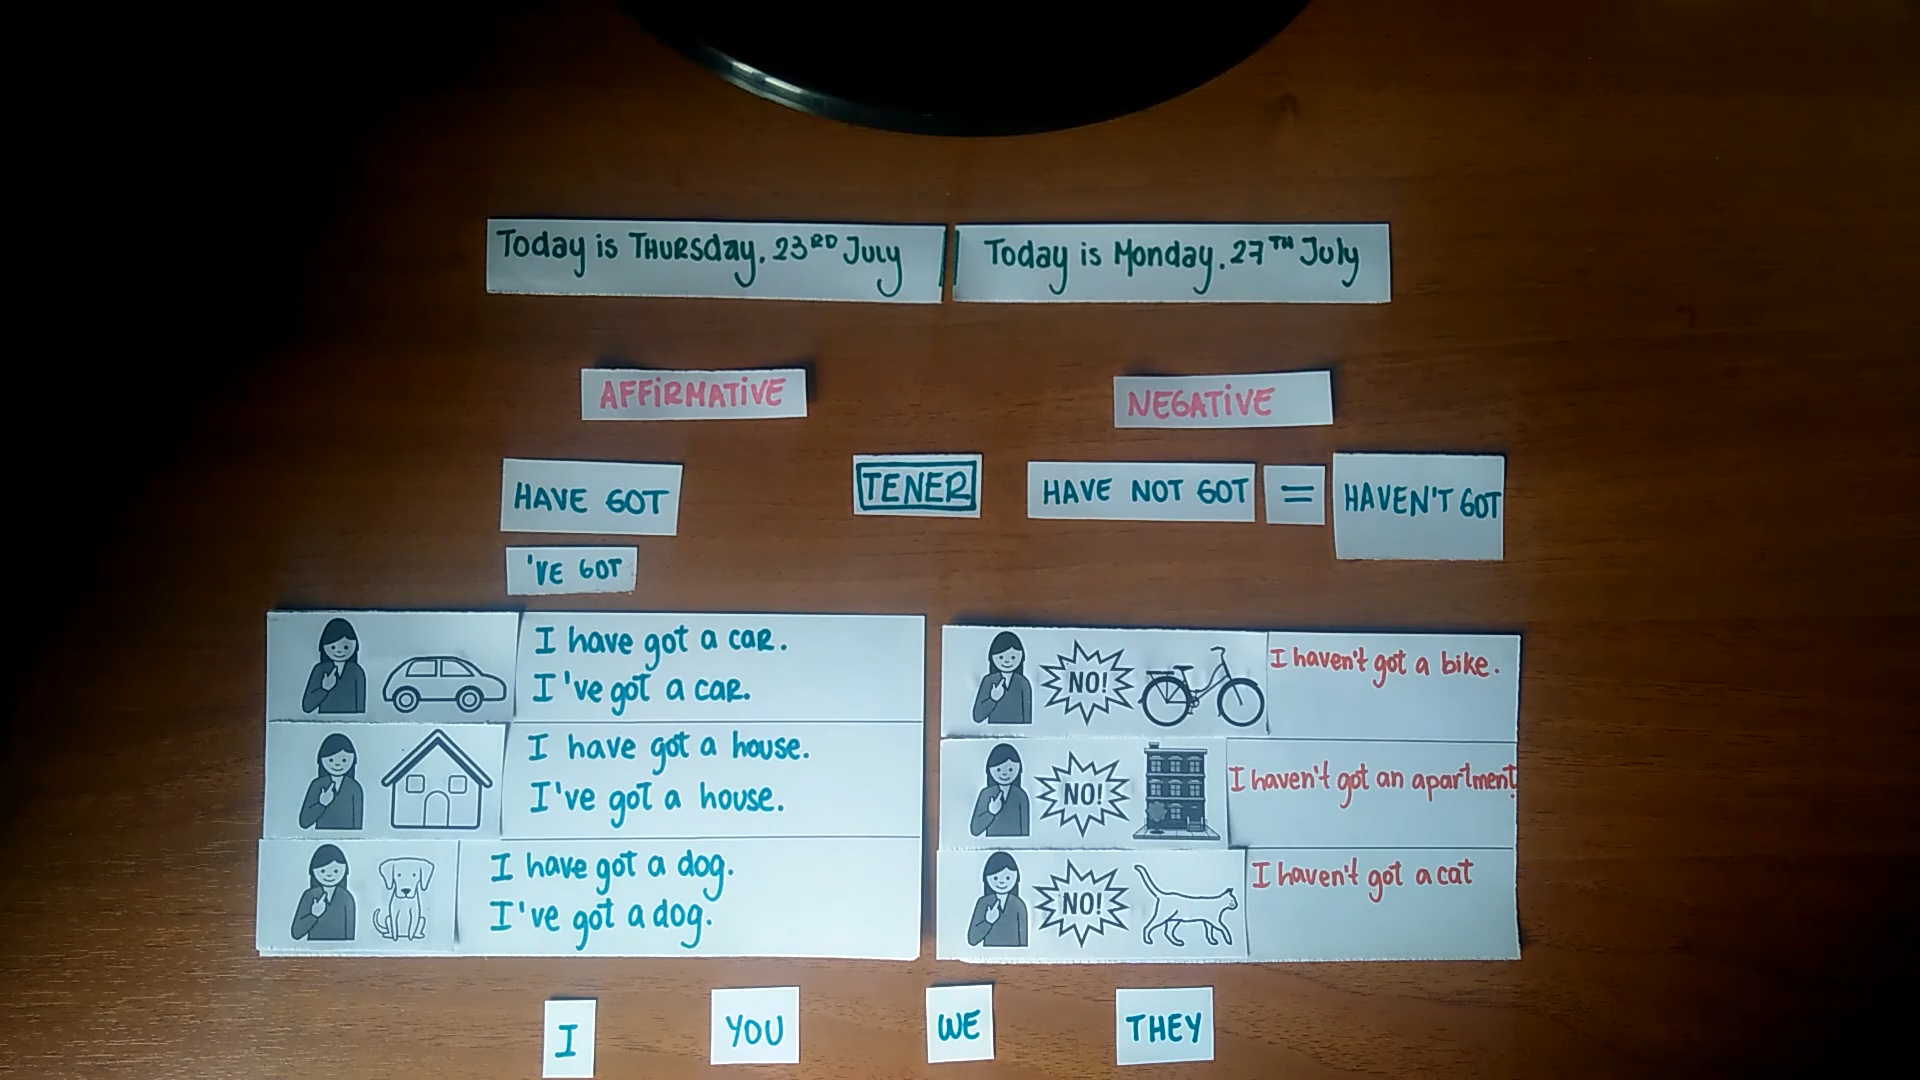 Today is Thursday, 23RD July
Today is Monday, 27TH July
AFFiRMATiVE
NEGATiVE
HAVE GOT
TENER
HAVE NOT GOT
=
HAVEN'T GOT
'VE GOT
I have got a car.
I've got a car.
I have got a house.
I've got a house.
I have got a dog.
I've got a dog.
NO!
I haven't got a bike.
NO!
I haven't got an apartment.
NO!
I haven't got a cat
I
YOU
WE
THEY